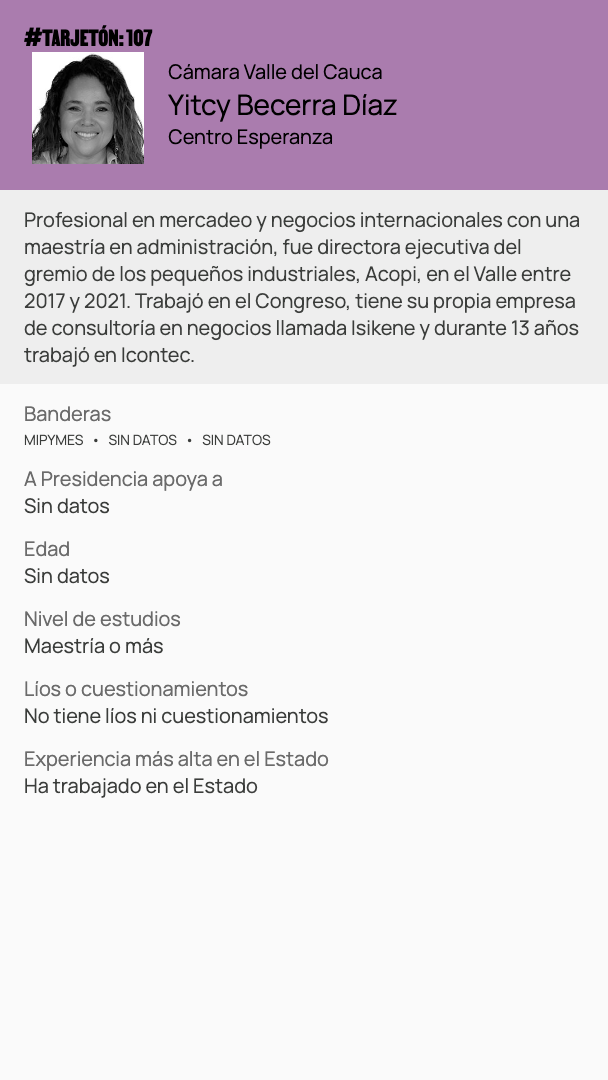 #TARJETÓN: 107
Cámara Valle del Cauca
Yitcy Becerra Díaz
Centro Esperanza
Profesional en mercadeo y negocios internacionales con una
maestría en administración, fue directora ejecutiva del
gremio de los pequeños industriales, Acopi, en el Valle entre
2017 y 2021. Trabajó en el Congreso, tiene su propia empresa
de consultoría en negocios llamada Isikene y durante 13 años
trabajó en Icontec.
Banderas
MIPYMES • SIN DATOS • SIN DATOS
A Presidencia apoya a
Sin datos
Edad
Sin datos
Nivel de estudios
Maestría o más
Líos o cuestionamientos
No tiene líos ni cuestionamientos
Experiencia más alta en el Estado
Ha trabajado en el Estado